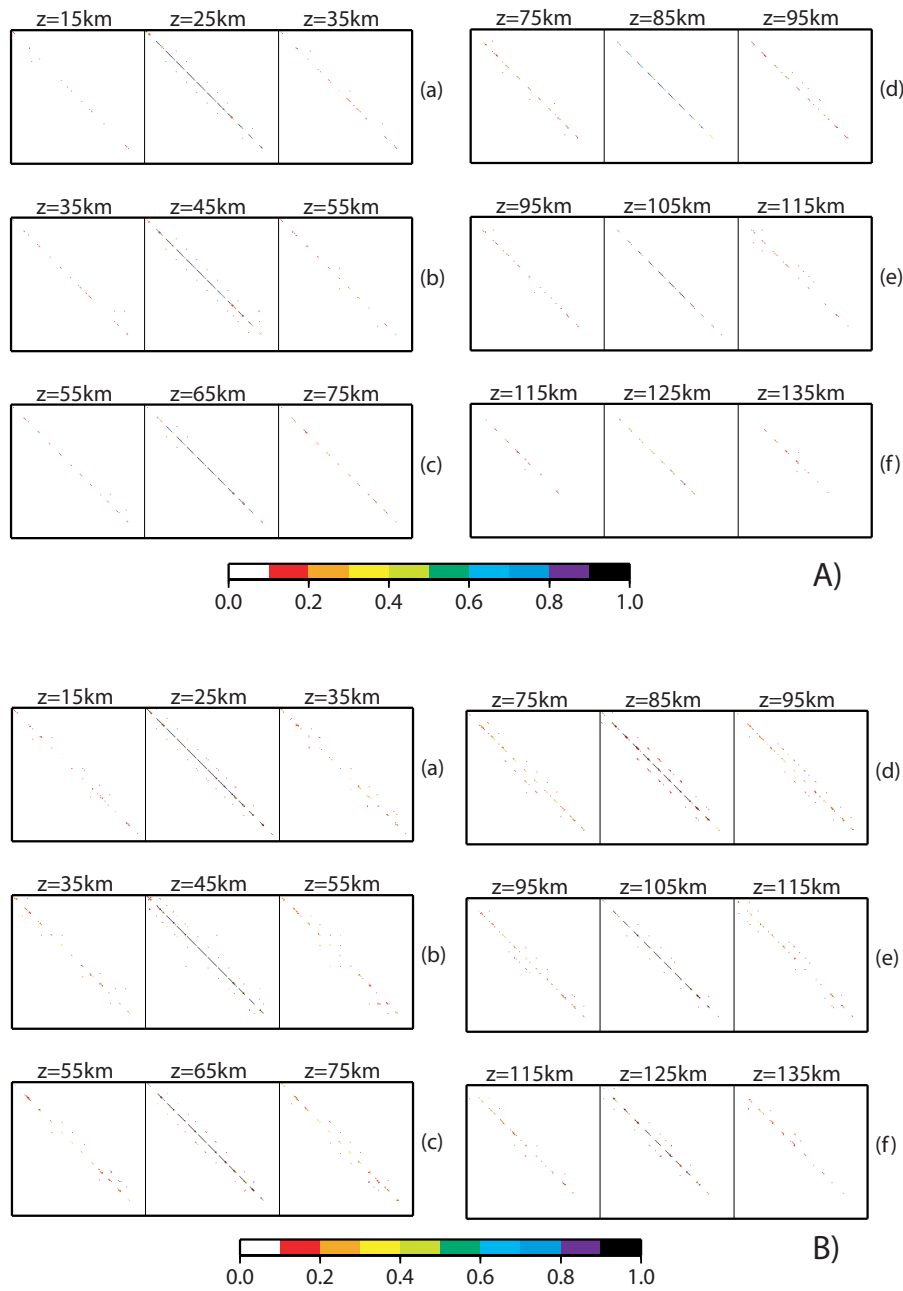 z=15km z=25km z=35km
(a)
z=35km z=45km z=55km
(b)
z=55km z=65km z=75km
(c)
z=75km z=85km z=95km
(d)
z=95km z=105km z=115km
(e)
z=115km z=125km z=135km
(f)
0.0 0.2 0.4 0.6 0.8 1.0
A)
z=15km z=25km z=35km
(a)
z=35km z=45km z=55km
(b)
z=55km z=65km z=75km
(c)
z=75km z=85km z=95km
(d)
z=95km z=105km z=115km
(e)
z=115km z=125km z=135km
(f)
0.0 0.2 0.4 0.6 0.8 1.0
B)